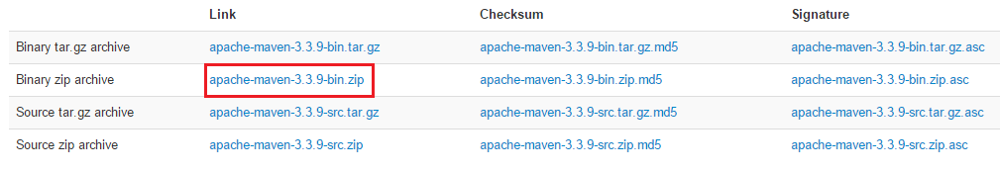 Link Checksum Signature
Binary tar.gz archive apache-maven-3.3.9-bin.tar.gz apache-maven-3.3.9-bin.tar.gz.md5 apache-maven-3.3.9-bin.tar.gz.asc
Binary zip archive apache-maven-3.3.9-bin.zip apache-maven-3.3.9-bin.zip.md5 apache-maven-3.3.9-bin.zip.asc
Source tar.gz archive apache-maven-3.3.9-src.tar.gz apache-maven-3.3.9-src.tar.gz.md5 apache-maven-3.3.9-src.tar.gz.asc
Source zip archive apache-maven-3.3.9-src.zip apache-maven-3.3.9-src.zip.md5 apache-maven-3.3.9-src.zip.asc